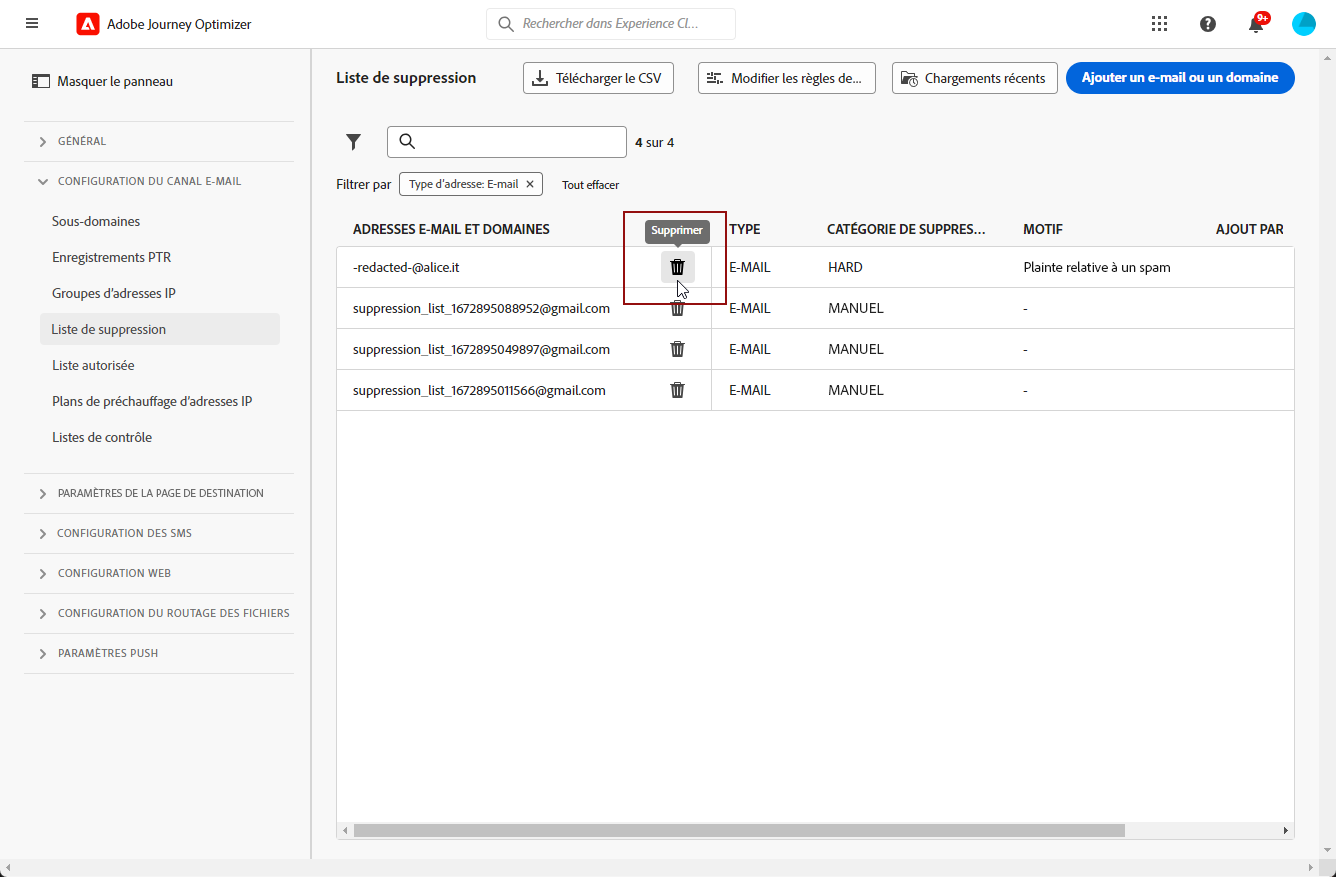 Adobe Journey Optimizer
Rechercher dans Experience Cl...
9+
Masquer le panneau
GÉNÉRAL
CONFIGURATION DU CANAL E-MAIL
Sous-domaines
Enregistrements PTR
Groupes d'adresses IP
Liste de suppression
Liste autorisée
Plans de préchauffage d'adresses IP
Listes de contrôle
PARAMÈTRES DE LA PAGE DE DESTINATION
CONFIGURATION DES SMS
CONFIGURATION WEB
CONFIGURATION DU ROUTAGE DES FICHIERS
PARAMÈTRES PUSH
Liste de suppression
Télécharger le CSV
Modifier les règles de...
Chargements récents
Ajouter un e-mail ou un domaine
4 sur 4
Filtrer par Type d'adresse: E-mail Tout effacer
ADRESSES E-MAIL ET DOMAINES Supprimer TYPE CATÉGORIE DE SUPPRES... MOTIF AJOUT PAR
-redacted-@alice.it E-MAIL HARD Plainte relative à un spam
suppression_list_1672895088952@gmail.com E-MAIL MANUEL -
suppression_list_1672895049897@gmail.com E-MAIL MANUEL -
suppression_list_1672895011566@gmail.com E-MAIL MANUEL -